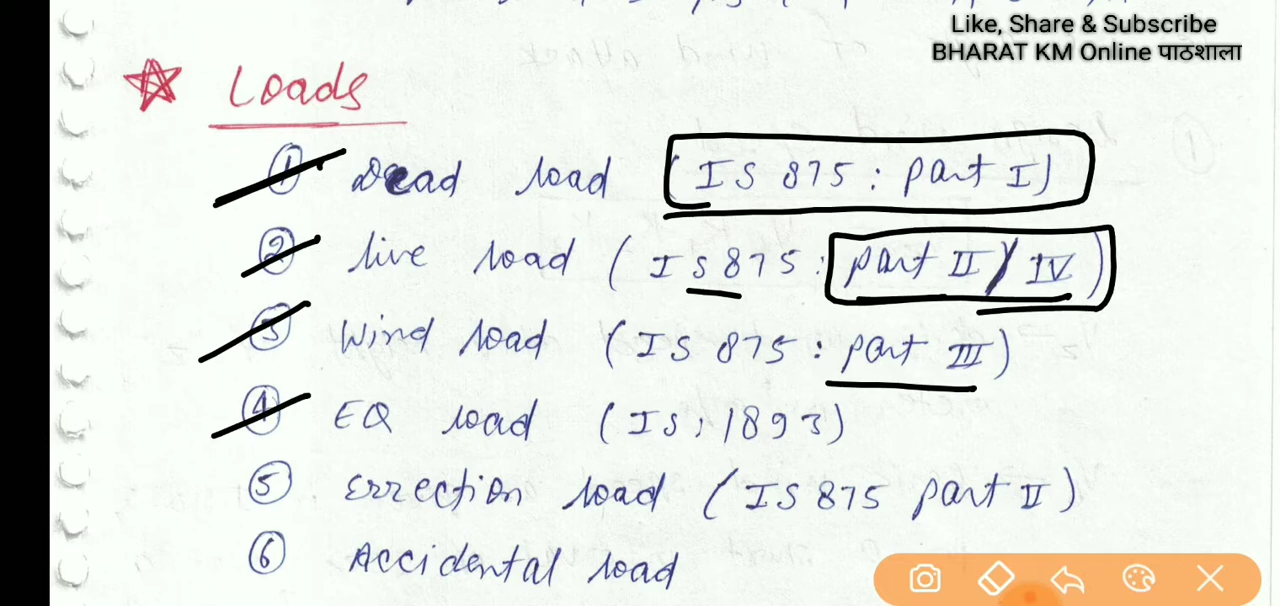 Like, Share & Subscribe
BHARAT KM Online पाठशाला
Loads
① Dead load (IS 875: part I)
② live load (IS 875: part II / IV)
③ Wind load (IS 875: part III)
④ EQ load (IS: 1893)
⑤ Errection load (IS 875 part II)
⑥ Accidental load